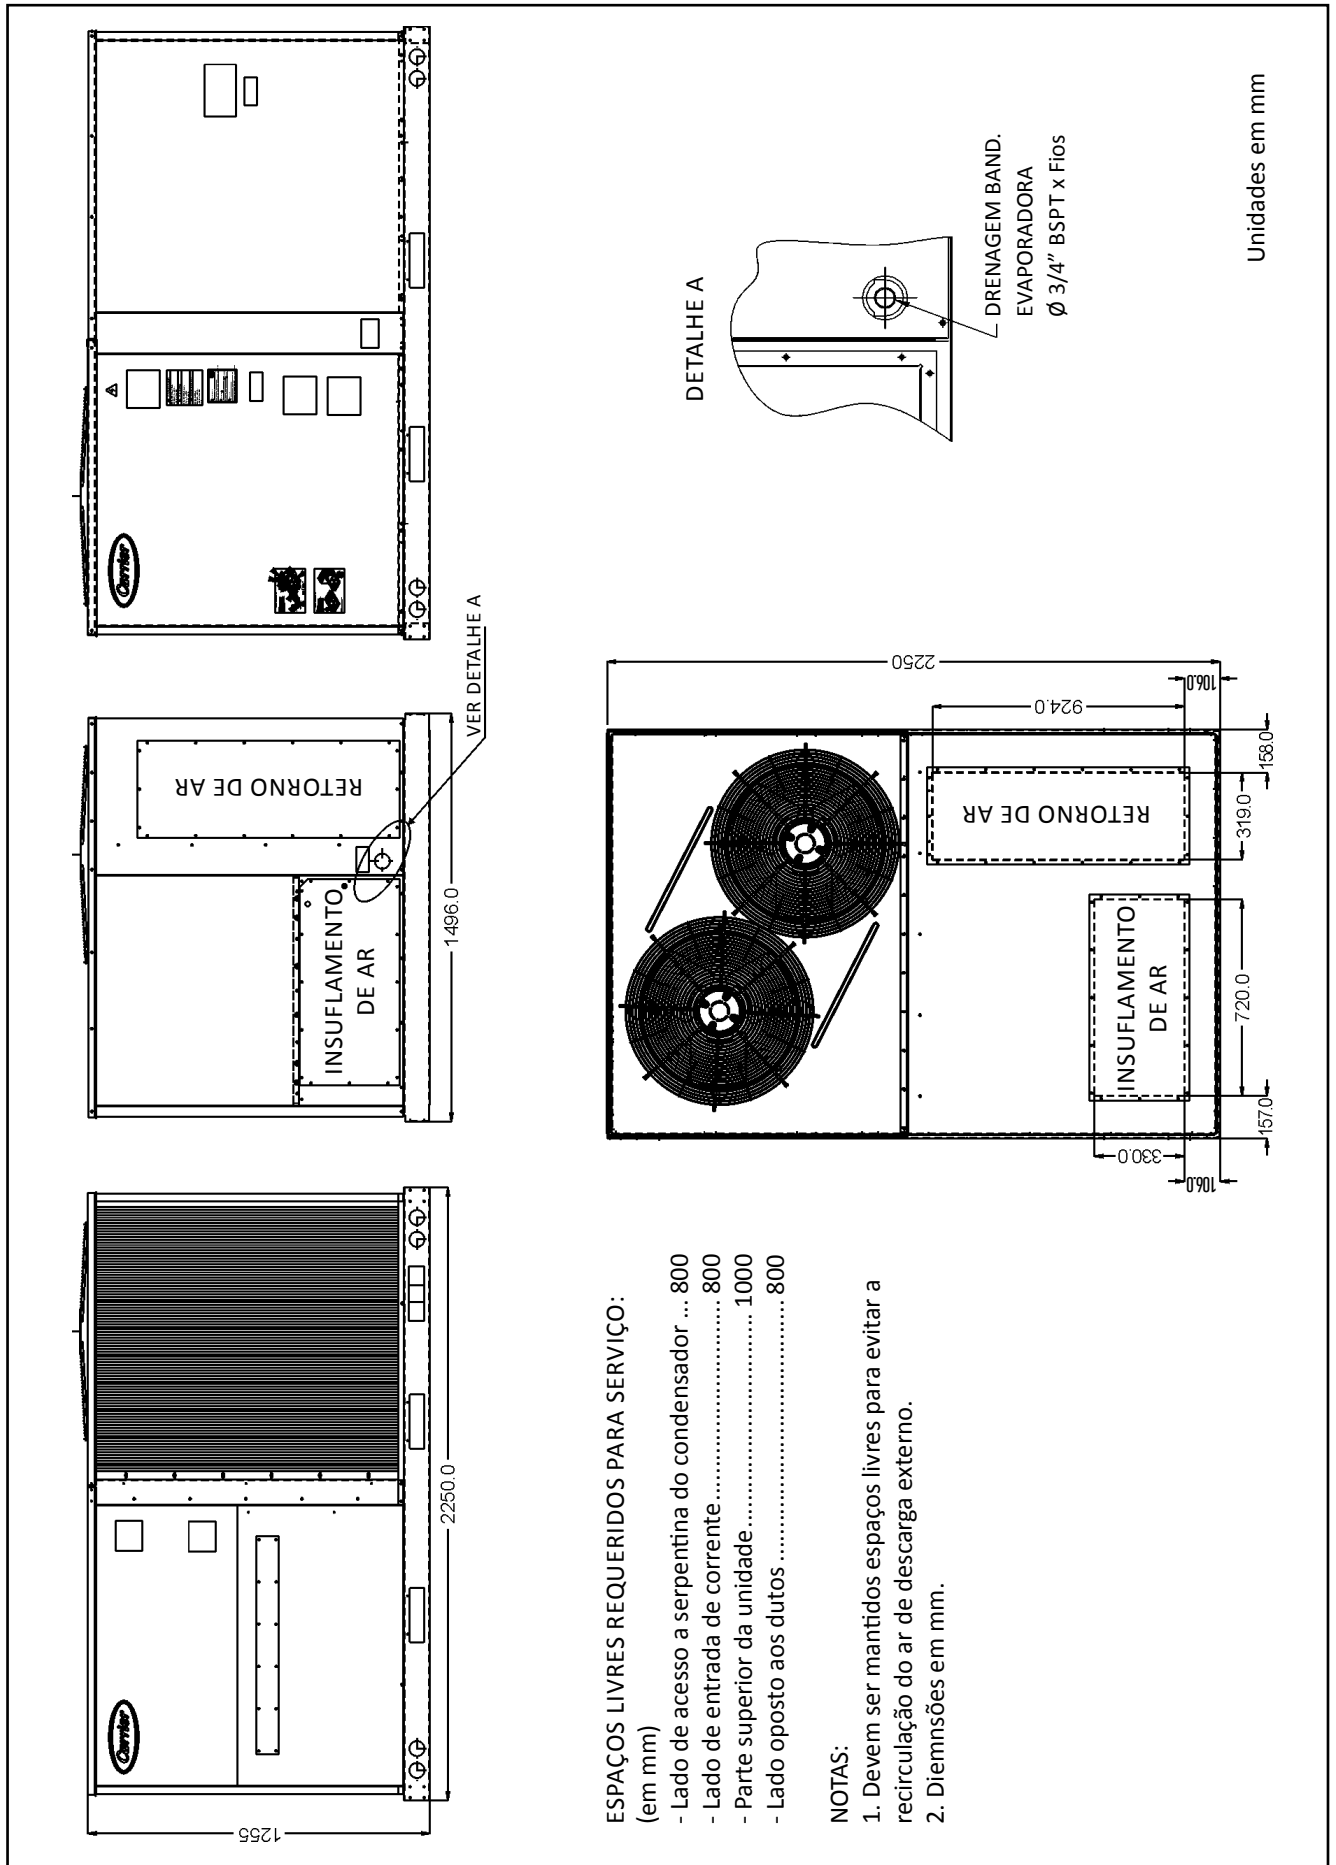 Carrier
1255
2250.0
INSUFLAMENTO
DE AR
RETORNO DE AR
1496.0
VER DETALHE A
Carrier
ESPAÇOS LIVRES REQUERIDOS PARA SERVIÇO:
(em mm)
- Lado de acesso a serpentina do condensador ... 800
- Lado de entrada de corrente................................ 800
- Parte superior da unidade................................ 1000
- Lado oposto aos dutos ........................................ 800
NOTAS:
1. Devem ser mantidos espaços livres para evitar a
recirculação do ar de descarga externo.
2. Diemnsões em mm.
2250
INSUFLAMENTO
DE AR
RETORNO DE AR
924.0
106.0
330.0
106.0
157.0
720.0
319.0
158.0
DETALHE A
DRENAGEM BAND.
EVAPORADORA
Ø 3/4” BSPT x Fios
Unidades em mm